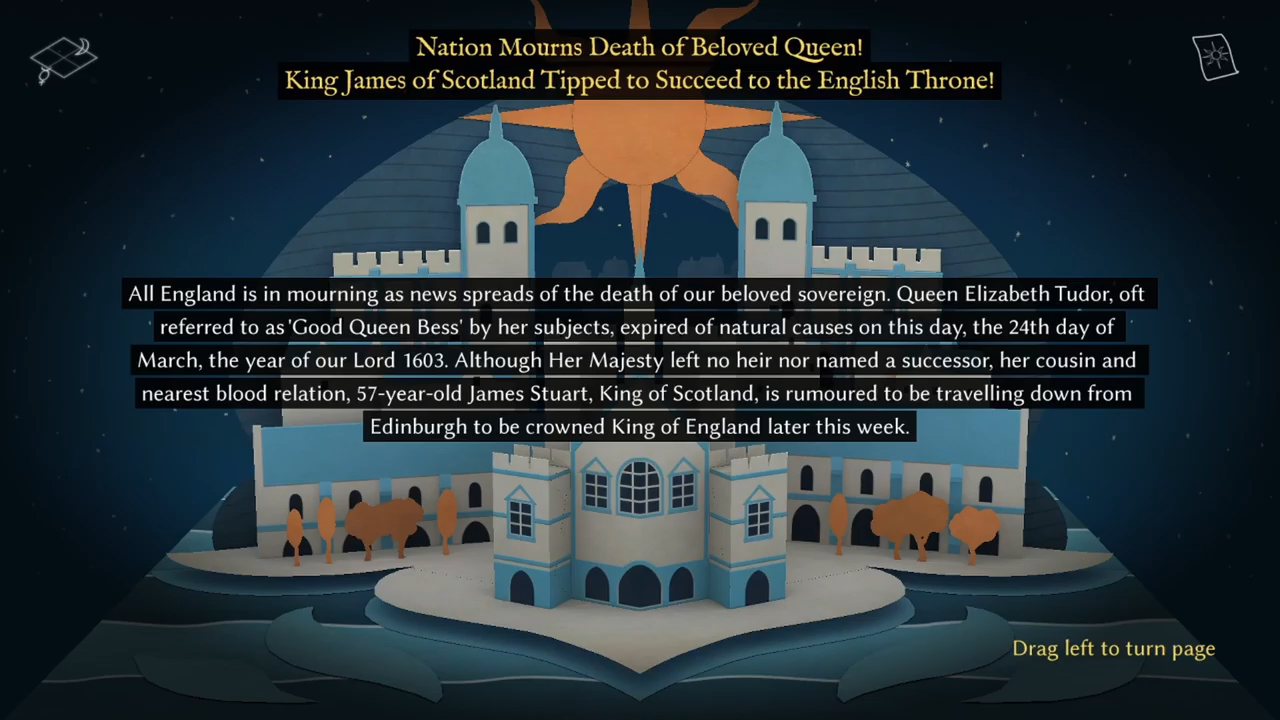 Nation Mourns Death of Beloved Queen!
King James of Scotland Tipped to Succeed to the English Throne!
All England is in mourning as news spreads of the death of our beloved sovereign. Queen Elizabeth Tudor, oft
referred to as 'Good Queen Bess' by her subjects, expired of natural causes on this day, the 24th day of
March, the year of our Lord 1603. Although Her Majesty left no heir nor named a successor, her cousin and
nearest blood relation, 57-year-old James Stuart, King of Scotland, is rumoured to be travelling down from
Edinburgh to be crowned King of England later this week.
Drag left to turn page